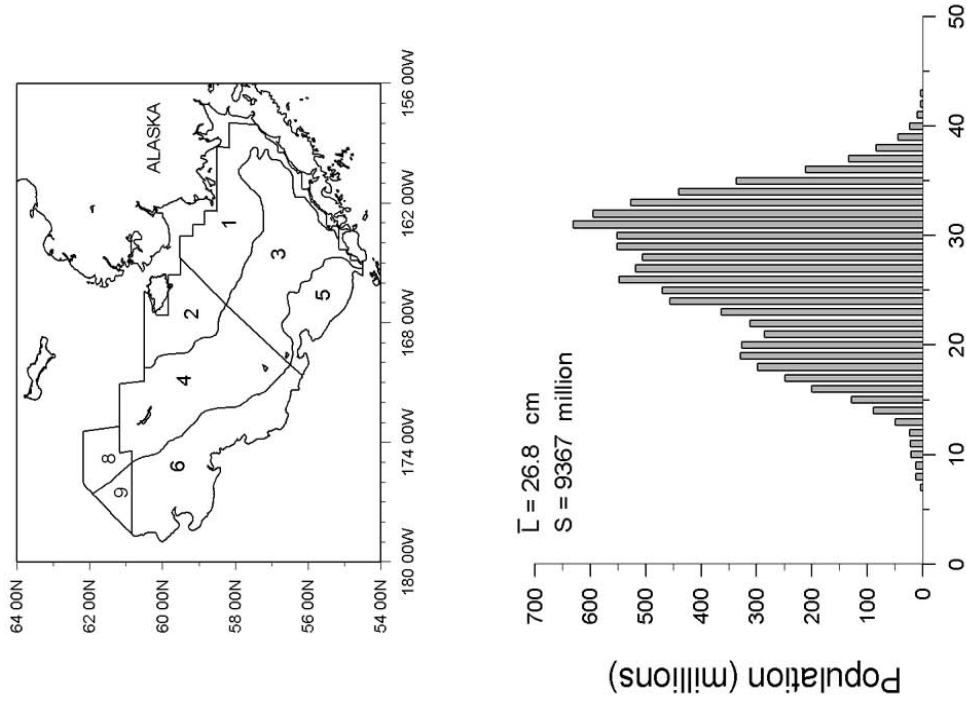 64 00N
62 00N
60 00N
58 00N
56 00N
54 00N
180 00W
174 00W
168 00W
162 00W
156 00W
ALASKA
1
2
3
4
5
6
8
9
L = 26.8 cm
S = 9367 million
Population (millions)
700
600
500
400
300
200
100
0
0
10
20
30
40
50